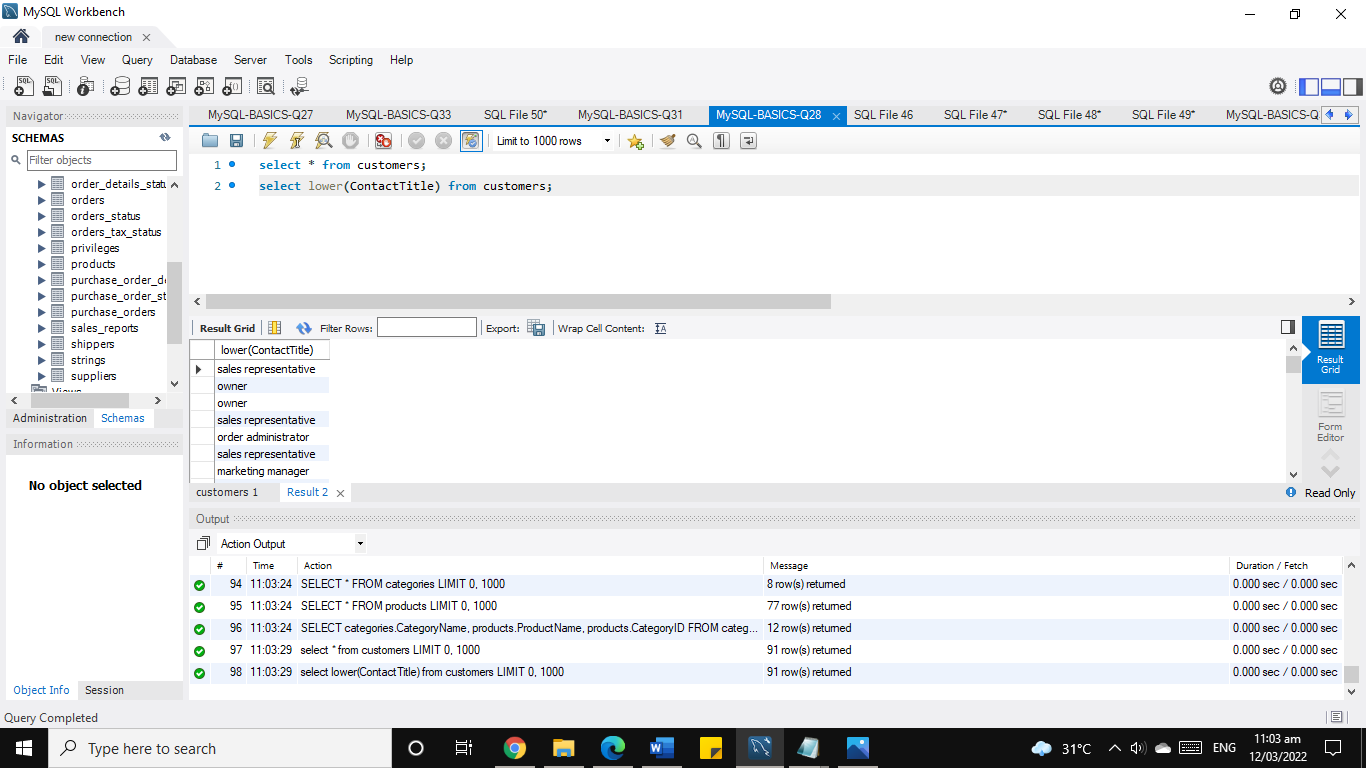 MySQL Workbench
new connection
File Edit View Query Database Server Tools Scripting Help
Navigator
SCHEMAS
Filter objects
order_details_statu
orders
orders_status
orders_tax_status
privileges
products
purchase_order_de
purchase_order_st
purchase_orders
sales_reports
shippers
strings
suppliers
Views
Administration Schemas
Information
No object selected
Object Info Session
MySQL-BASICS-Q27 MySQL-BASICS-Q33 SQL File 50* MySQL-BASICS-Q31 MySQL-BASICS-Q28 SQL File 46 SQL File 47* SQL File 48* SQL File 49* MySQL-BASICS-Q
Limit to 1000 rows
1 select * from customers;
2 select lower(ContactTitle) from customers;
Result Grid Filter Rows: Export: Wrap Cell Content:
lower(ContactTitle)
sales representative
owner
owner
sales representative
order administrator
sales representative
marketing manager
Result Grid
Form Editor
customers 1 Result 2 Read Only
Output
Action Output
# Time Action Message Duration / Fetch
94 11:03:24 SELECT * FROM categories LIMIT 0, 1000 8 row(s) returned 0.000 sec / 0.000 sec
95 11:03:24 SELECT * FROM products LIMIT 0, 1000 77 row(s) returned 0.000 sec / 0.000 sec
96 11:03:24 SELECT categories.CategoryName, products.ProductName, products.CategoryID FROM categ... 12 row(s) returned 0.000 sec / 0.000 sec
97 11:03:29 select * from customers LIMIT 0, 1000 91 row(s) returned 0.000 sec / 0.000 sec
98 11:03:29 select lower(ContactTitle) from customers LIMIT 0, 1000 91 row(s) returned 0.000 sec / 0.000 sec
Query Completed
Type here to search
31°C
ENG
11:03 am
12/03/2022